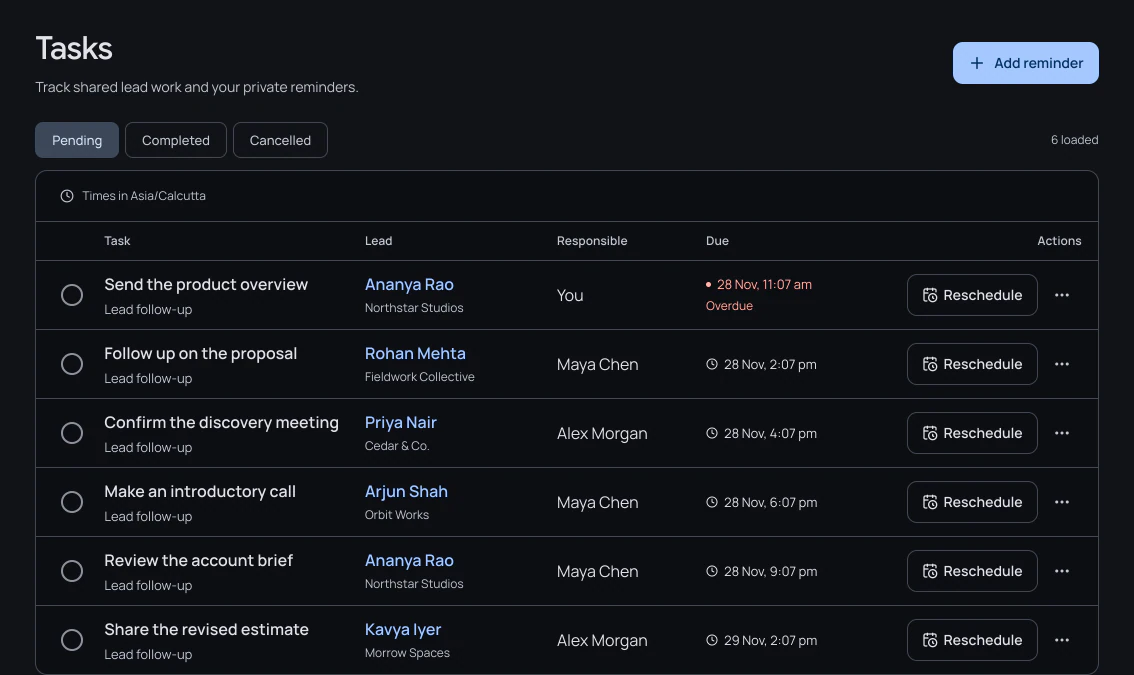 Tasks
Track shared lead work and your private reminders.
+ Add reminder
Pending
Completed
Cancelled
6 loaded
Times in Asia/Calcutta
Task Lead Responsible Due Actions
Send the product overview
Lead follow-up
Ananya Rao
Northstar Studios
You
28 Nov, 11:07 am
Overdue
Reschedule
Follow up on the proposal
Lead follow-up
Rohan Mehta
Fieldwork Collective
Maya Chen
28 Nov, 2:07 pm
Reschedule
Confirm the discovery meeting
Lead follow-up
Priya Nair
Cedar & Co.
Alex Morgan
28 Nov, 4:07 pm
Reschedule
Make an introductory call
Lead follow-up
Arjun Shah
Orbit Works
Maya Chen
28 Nov, 6:07 pm
Reschedule
Review the account brief
Lead follow-up
Ananya Rao
Northstar Studios
Maya Chen
28 Nov, 9:07 pm
Reschedule
Share the revised estimate
Lead follow-up
Kavya Iyer
Morrow Spaces
Alex Morgan
29 Nov, 2:07 pm
Reschedule